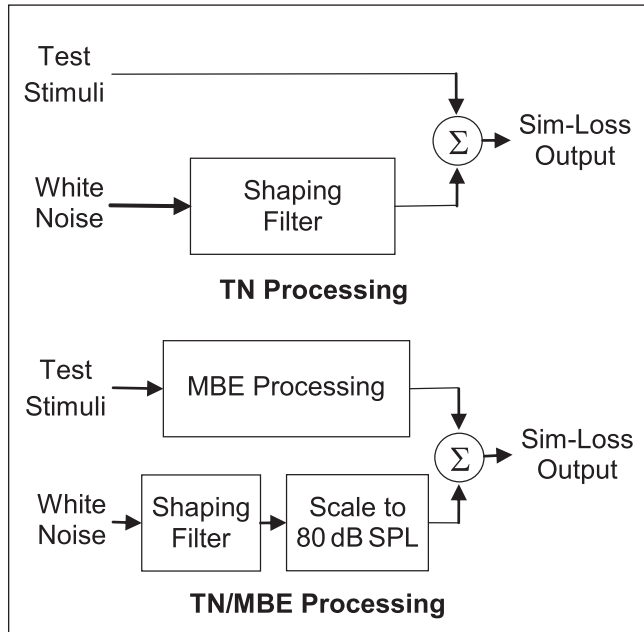 Test
Stimuli
Σ
Sim-Loss
Output
White
Noise
Shaping
Filter
TN Processing
Test
Stimuli
MBE Processing
Σ
Sim-Loss
Output
White
Noise
Shaping
Filter
Scale to
80 dB SPL
TN/MBE Processing